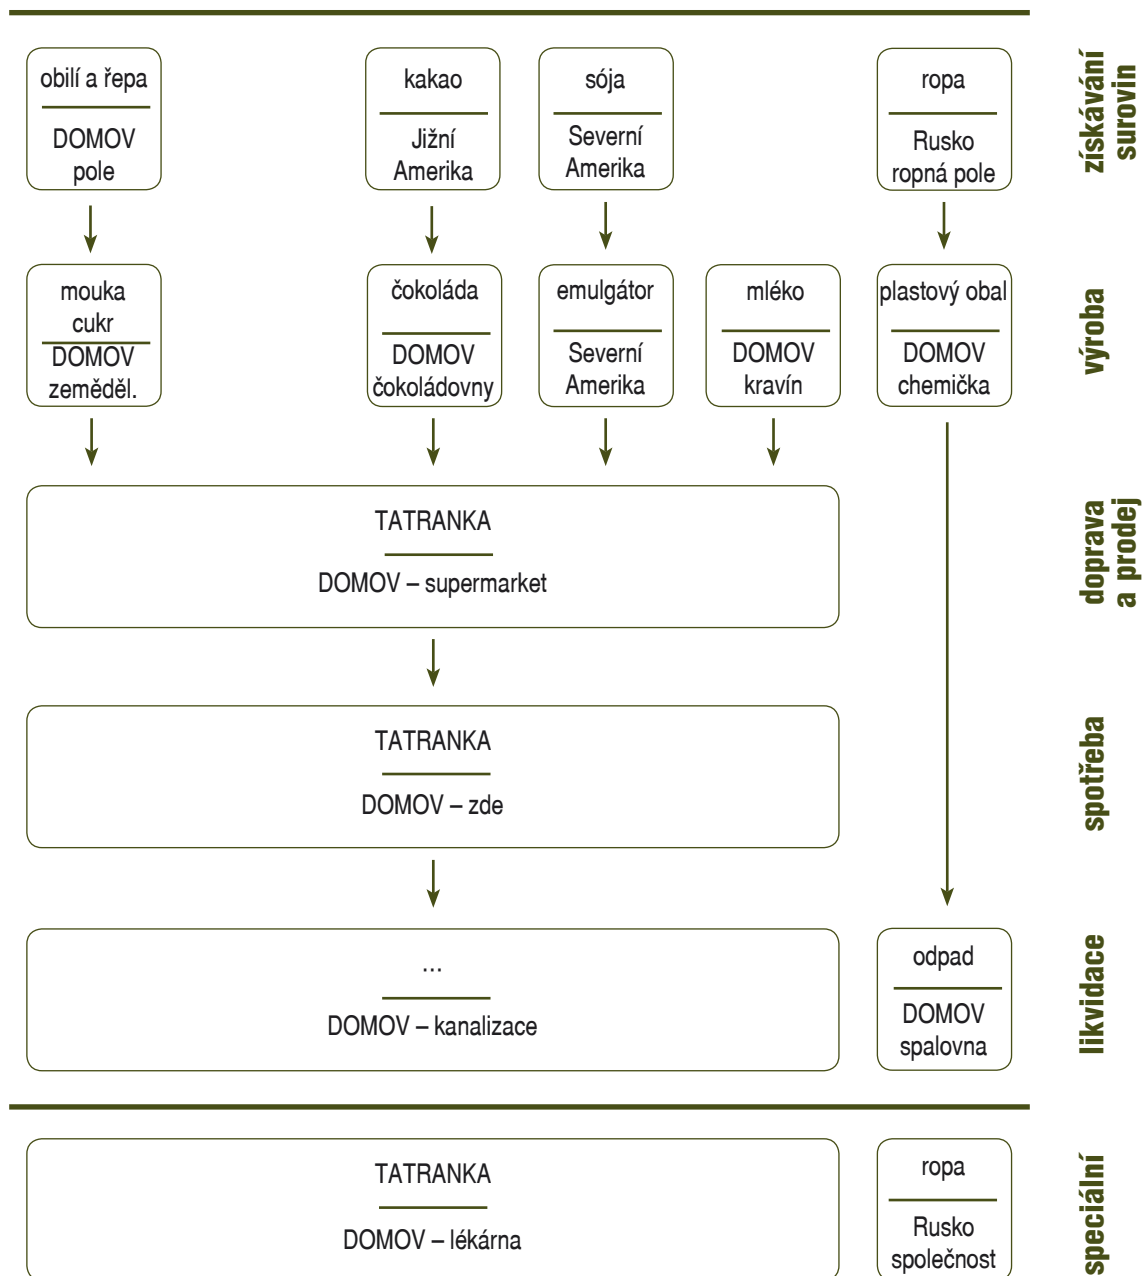 obilí a řepa
DOMOV
pole
kakao
Jižní
Amerika
sója
Severní
Amerika
ropa
Rusko
ropná pole
získávání
surovin
mouka
cukr
DOMOV
zeměděl.
čokoláda
DOMOV
čokoládovny
emulgátor
Severní
Amerika
mléko
DOMOV
kravín
plastový obal
DOMOV
chemička
výroba
TATRANKA
DOMOV – supermarket
doprava
a prodej
TATRANKA
DOMOV – zde
spotřeba
...
DOMOV – kanalizace
odpad
DOMOV
spalovna
likvidace
TATRANKA
DOMOV – lékárna
ropa
Rusko
společnost
speciální